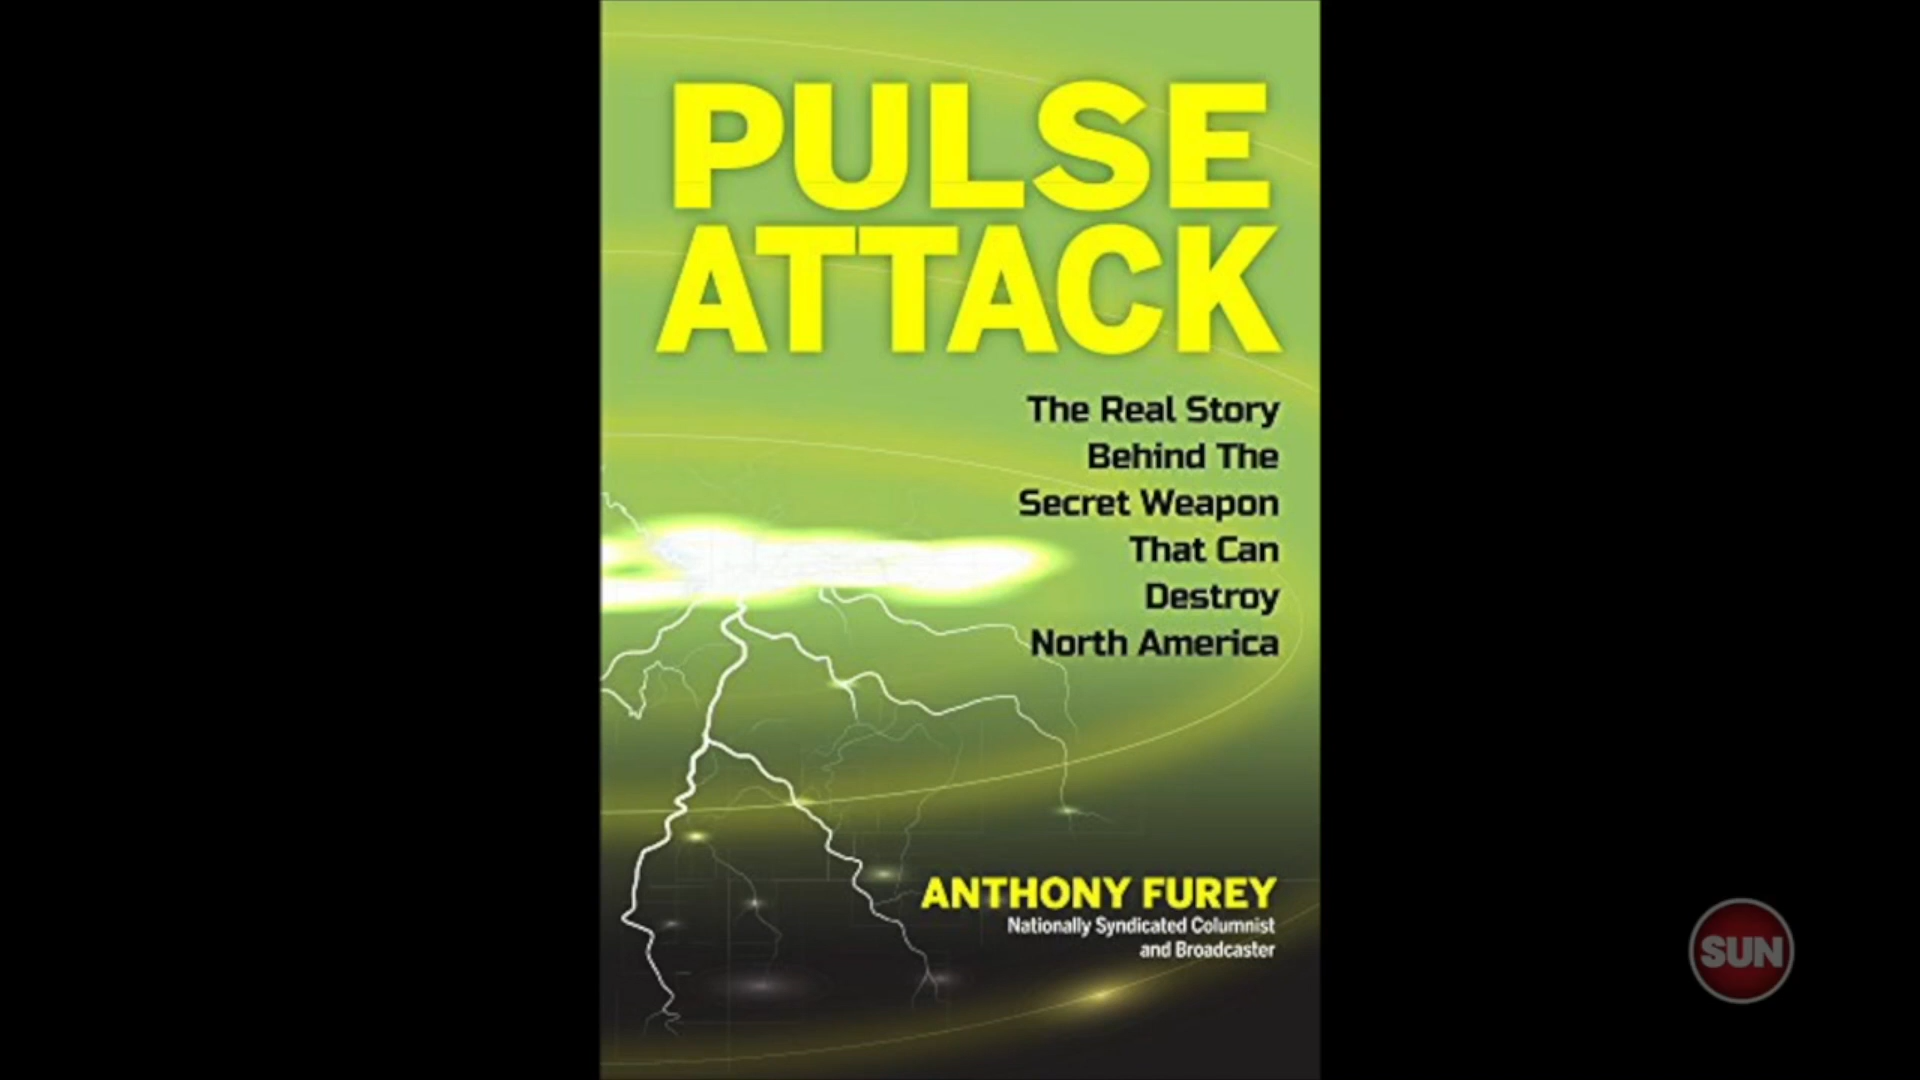 PULSE
ATTACK
The Real Story
Behind The
Secret Weapon
That Can
Destroy
North America
ANTHONY FUREY
Nationally Syndicated Columnist
and Broadcaster
SUN